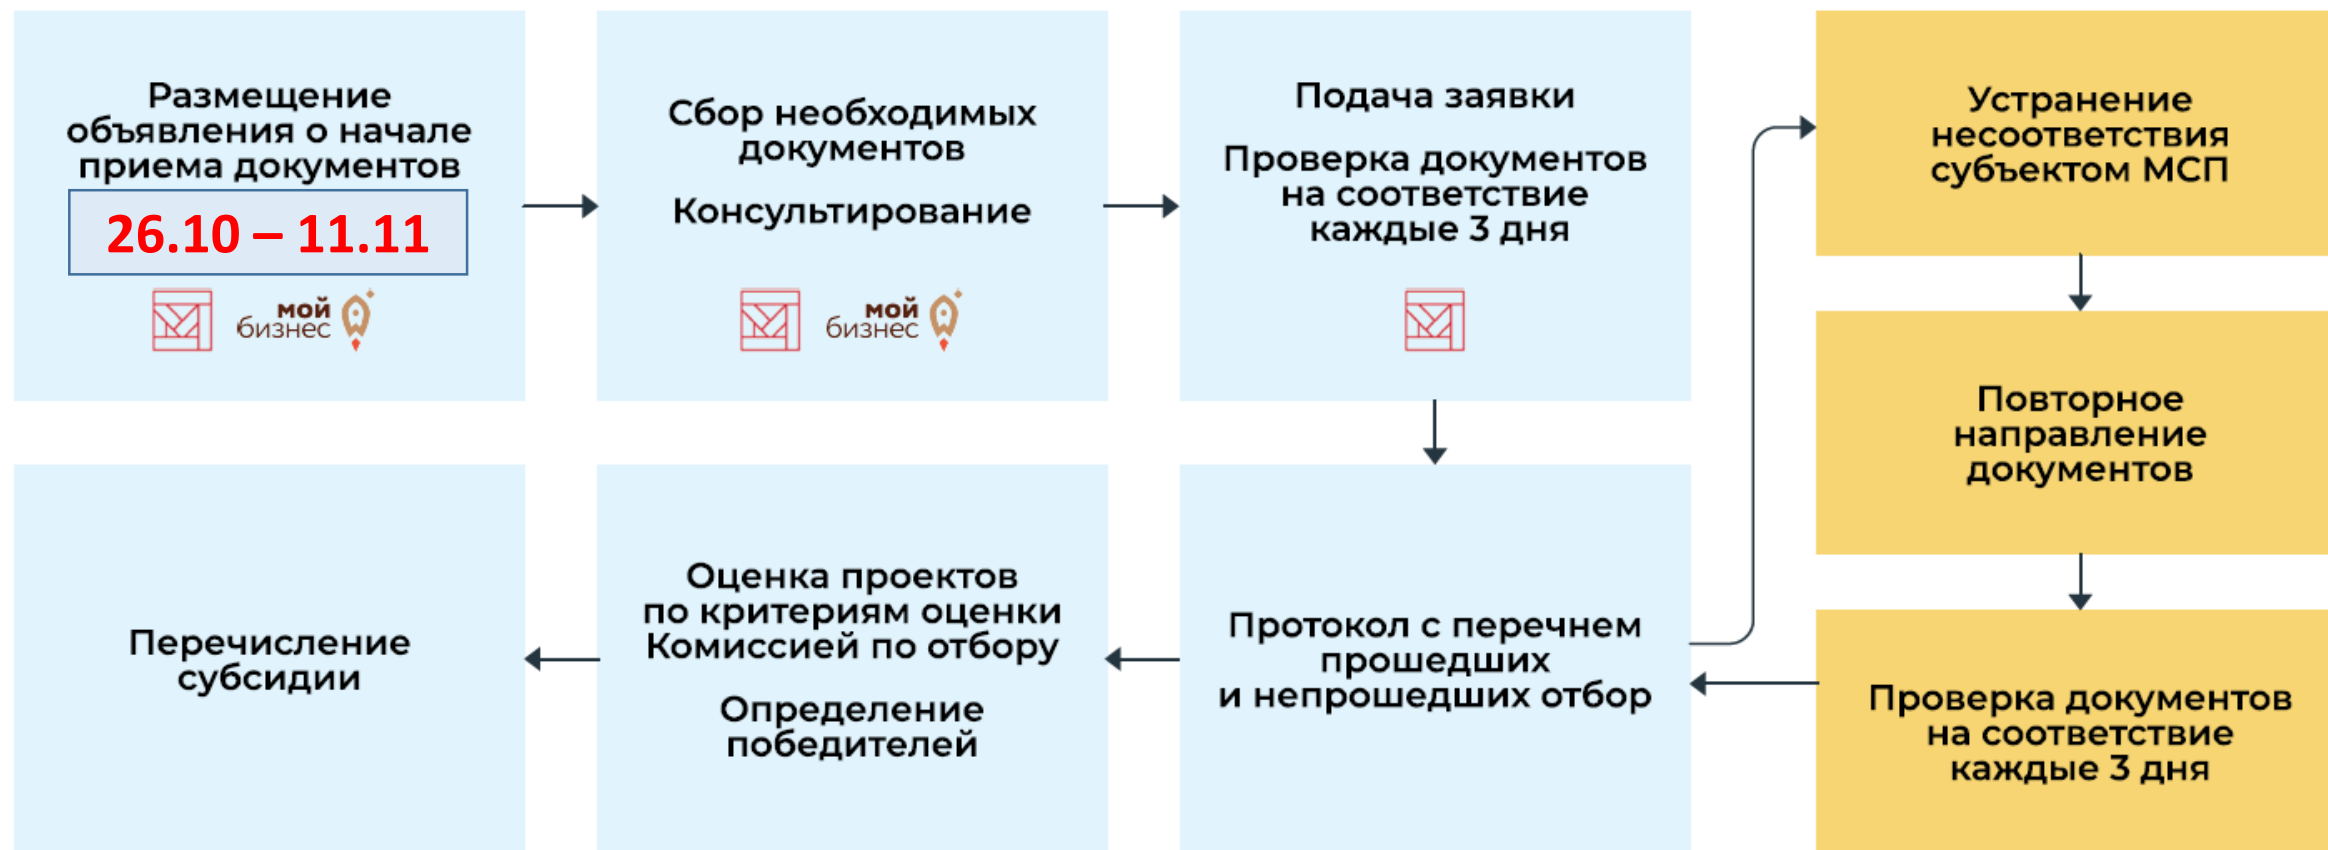 Размещение
объявления о начале
приема документов
26.10 – 11.11
мой
бизнес
Сбор необходимых
документов
Консультирование
мой
бизнес
Подача заявки
Проверка документов
на соответствие
каждые 3 дня
Устранение
несоответствия
субъектом МСП
Повторное
направление
документов
Проверка документов
на соответствие
каждые 3 дня
Протокол с перечнем
прошедших
и непрошедших отбор
Оценка проектов
по критериям оценки
Комиссией по отбору
Определение
победителей
Перечисление
субсидии